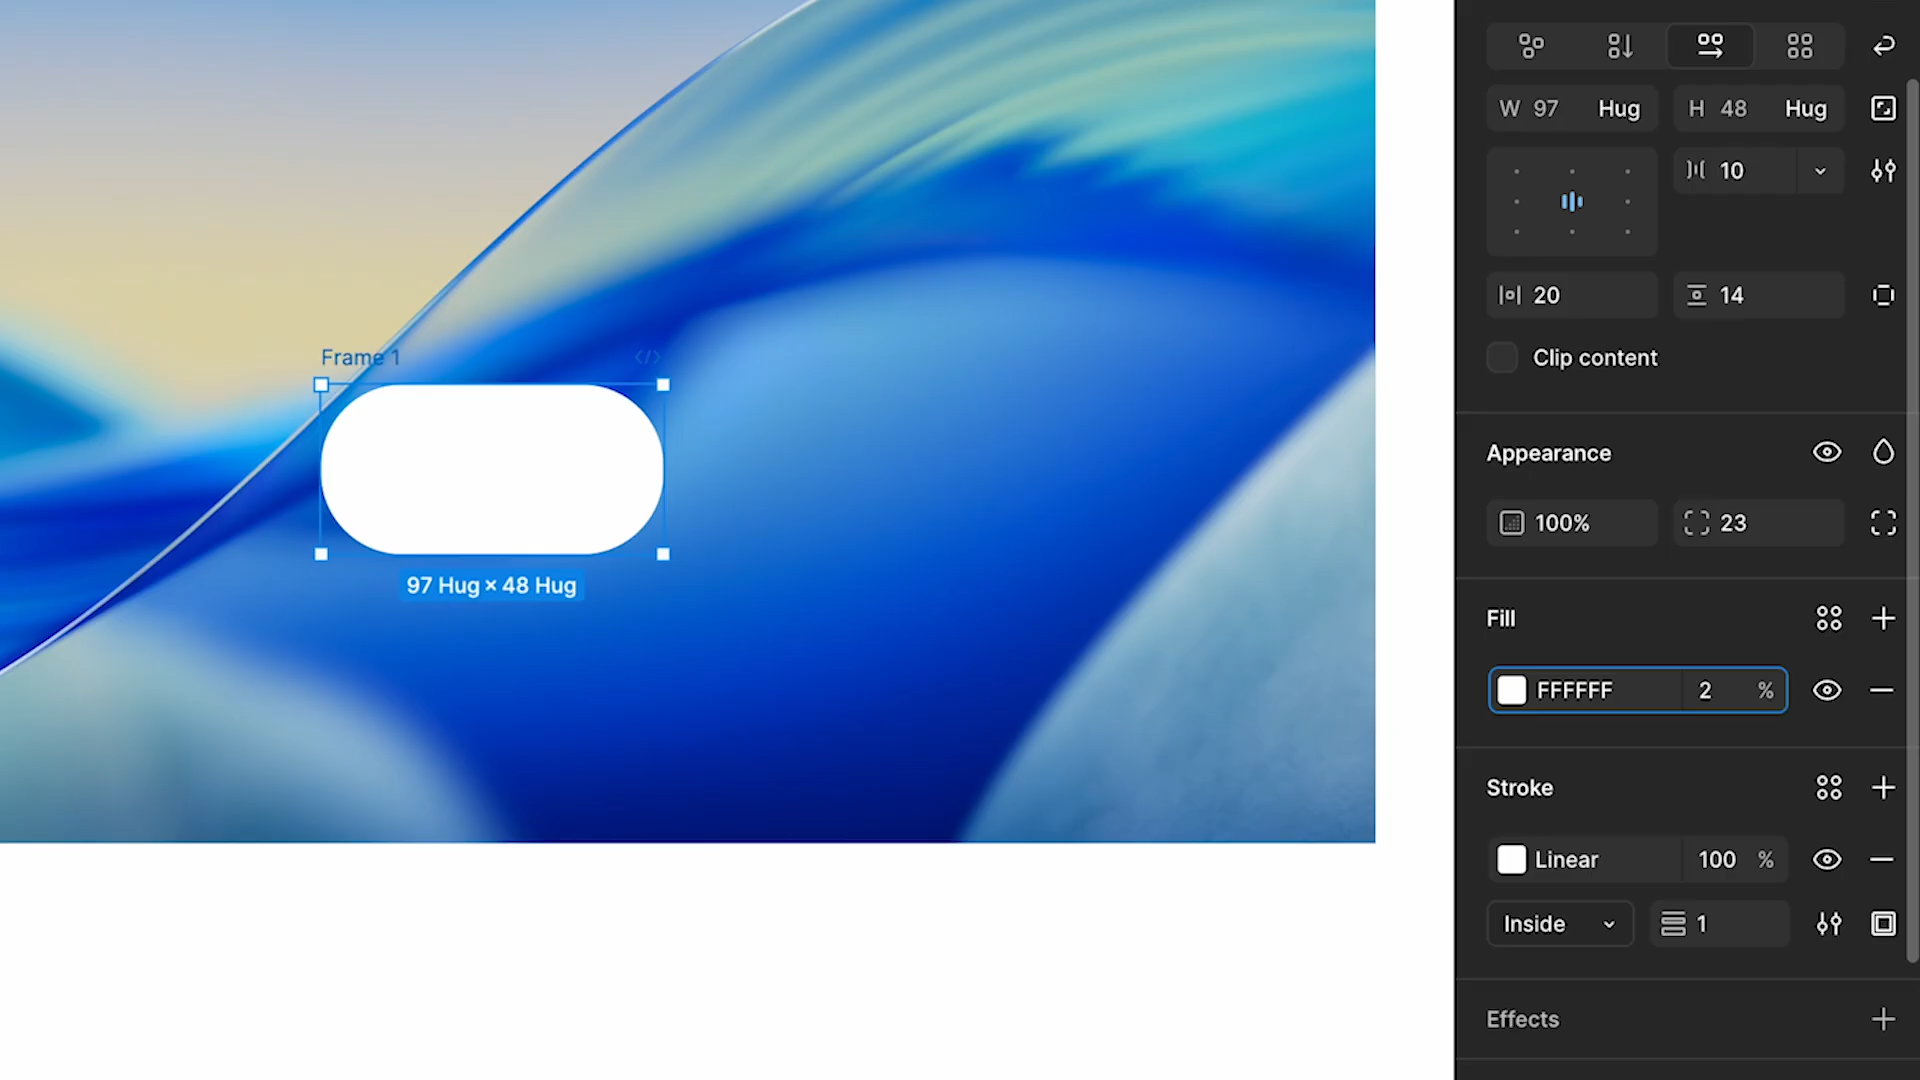 W 97 Hug H 48 Hug
10
20 14
Clip content
Frame 1 </>
97 Hug × 48 Hug
Appearance
100% 23
Fill
FFFFFF 2 %
Stroke
Linear 100 %
Inside 1
Effects